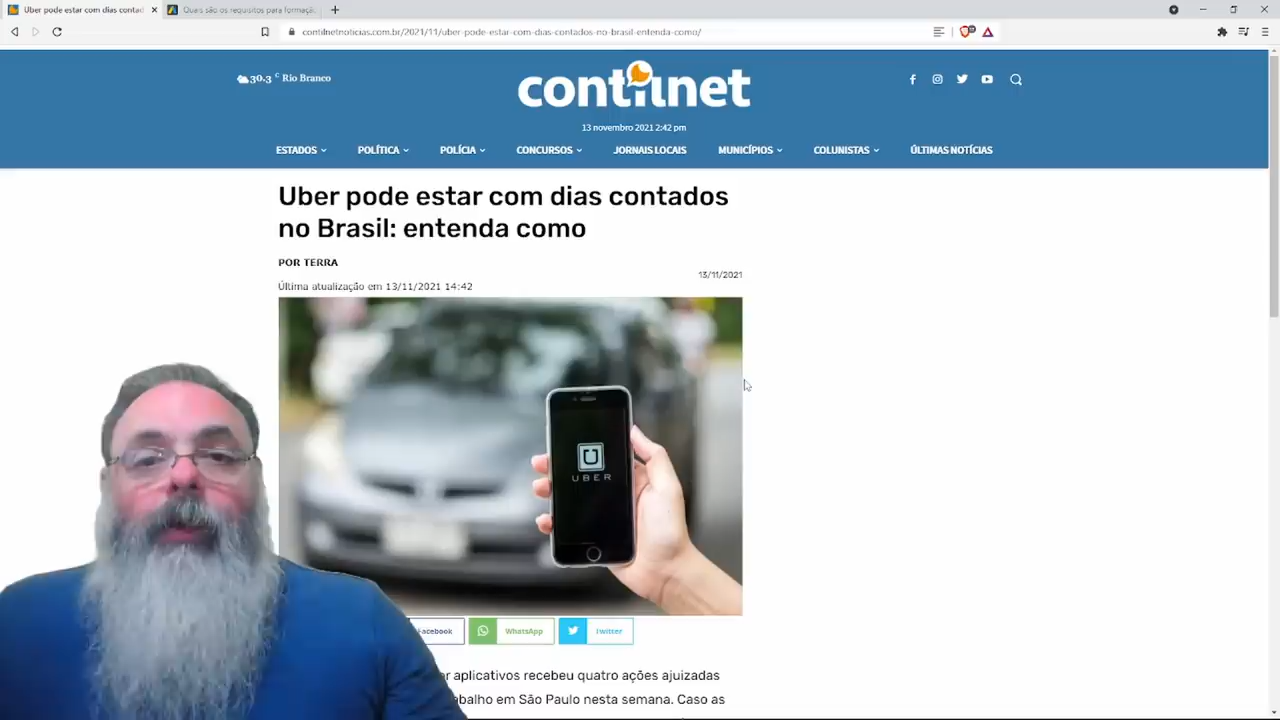 Uber pode estar com dias contad
Quais são os requisitos para formaçã
contilnetnoticias.com.br/2021/11/uber-pode-estar-com-dias-contados-no-brasil-entenda-como/
30.3 C Rio Branco
contilnet
13 novembro 2021 2:42 pm
ESTADOS POLÍTICA POLÍCIA CONCURSOS JORNAIS LOCAIS MUNICÍPIOS COLUNISTAS ÚLTIMAS NOTÍCIAS
Uber pode estar com dias contados
no Brasil: entenda como
POR TERRA
13/11/2021
Última atualização em 13/11/2021 14:42
UBER
Facebook WhatsApp Twitter
aplicativos recebeu quatro ações ajuizadas
em São Paulo nesta semana. Caso as